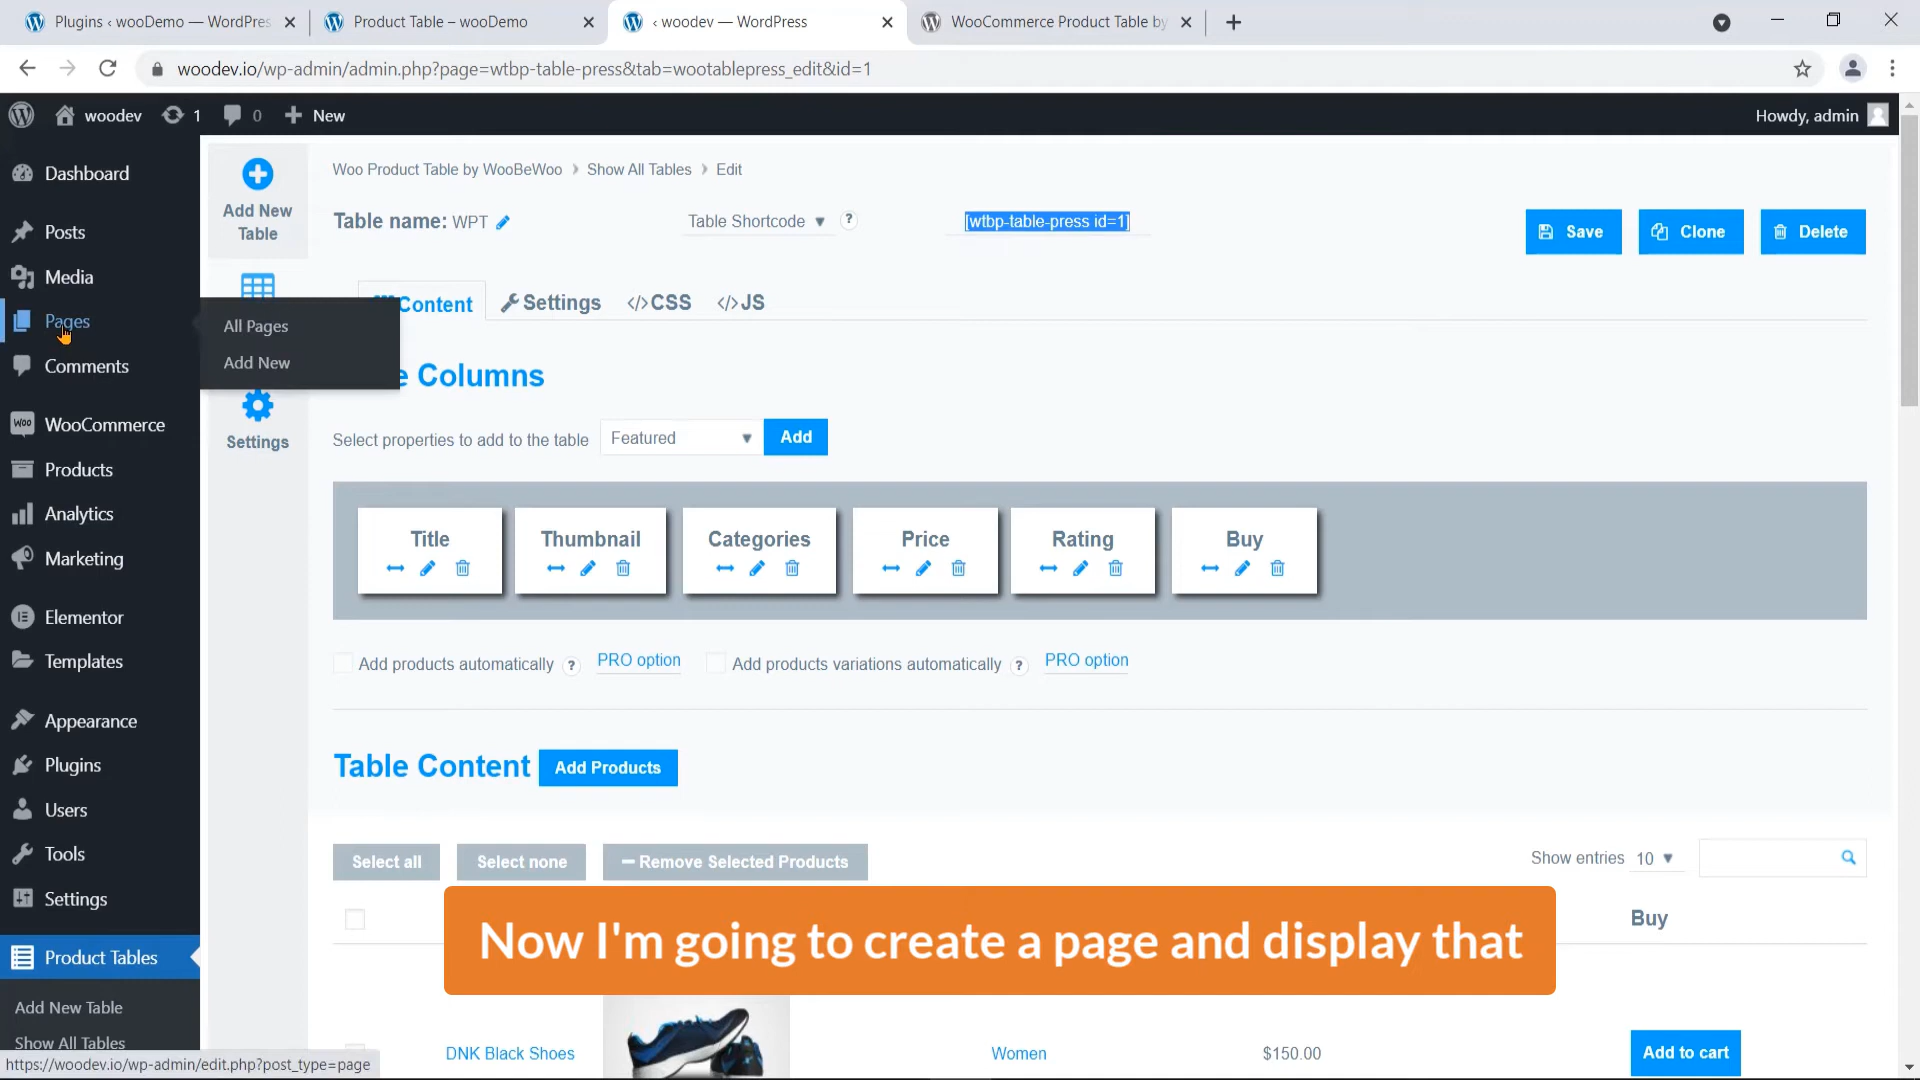 Plugins ‹ wooDemo — WordPres
Product Table – wooDemo
‹ woodev — WordPress
WooCommerce Product Table by
woodev.io/wp-admin/admin.php?page=wtbp-table-press&tab=wootablepress_edit&id=1
woodev 1 0 New
Howdy, admin
Dashboard
Posts
Media
Pages
Comments
WooCommerce
Products
Analytics
Marketing
Elementor
Templates
Appearance
Plugins
Users
Tools
Settings
Product Tables
Add New Table
Show All Tables
https://woodev.io/wp-admin/edit.php?post_type=page
All Pages
Add New
Add New
Table
Settings
Woo Product Table by WooBeWoo › Show All Tables › Edit
Table name: WPT
Table Shortcode ?
[wtbp-table-press id=1]
Save
Clone
Delete
Content
Settings
</>CSS
</>JS
e Columns
Select properties to add to the table Featured Add
Title
Thumbnail
Categories
Price
Rating
Buy
Add products automatically ? PRO option
Add products variations automatically ? PRO option
Table Content Add Products
Select all
Select none
Remove Selected Products
Show entries 10
Buy
Now I'm going to create a page and display that
DNK Black Shoes
Women
$150.00
Add to cart